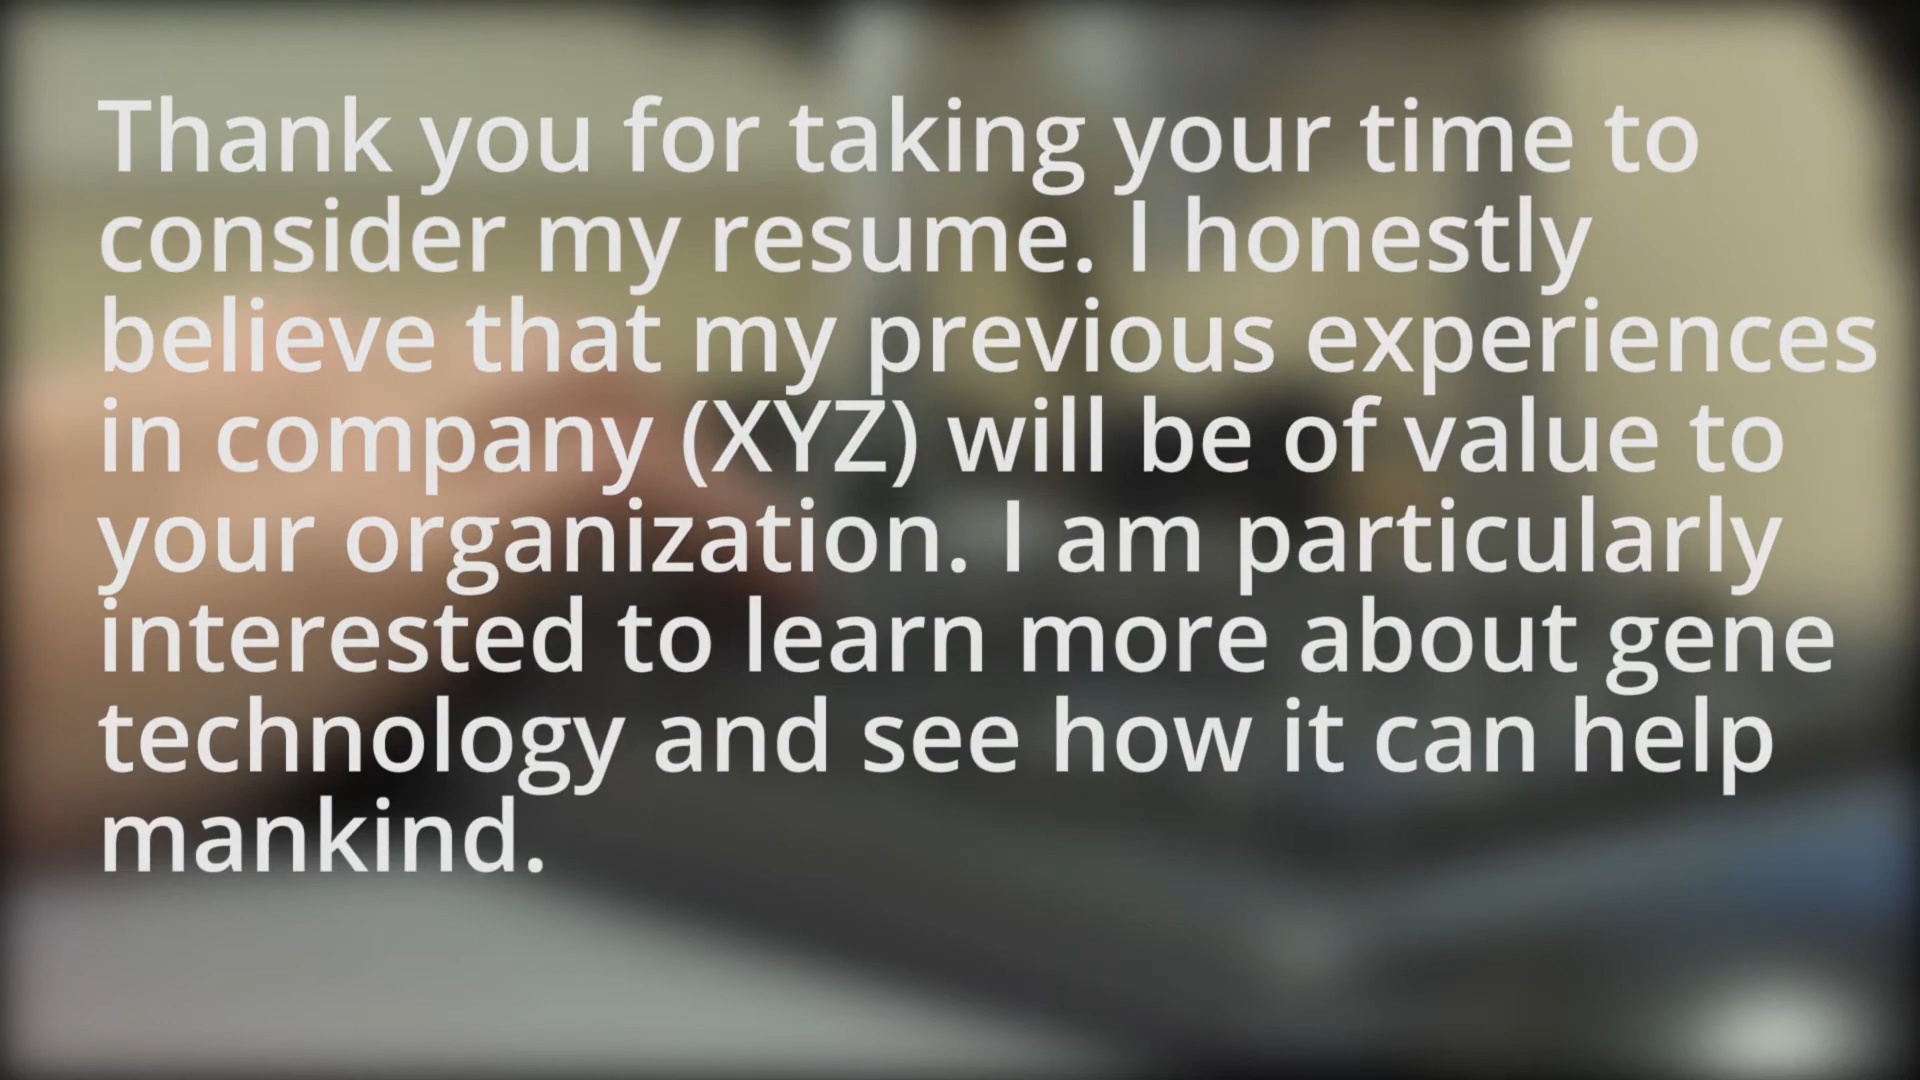 Thank you for taking your time to
consider my resume. I honestly
believe that my previous experiences
in company (XYZ) will be of value to
your organization. I am particularly
interested to learn more about gene
technology and see how it can help
mankind.